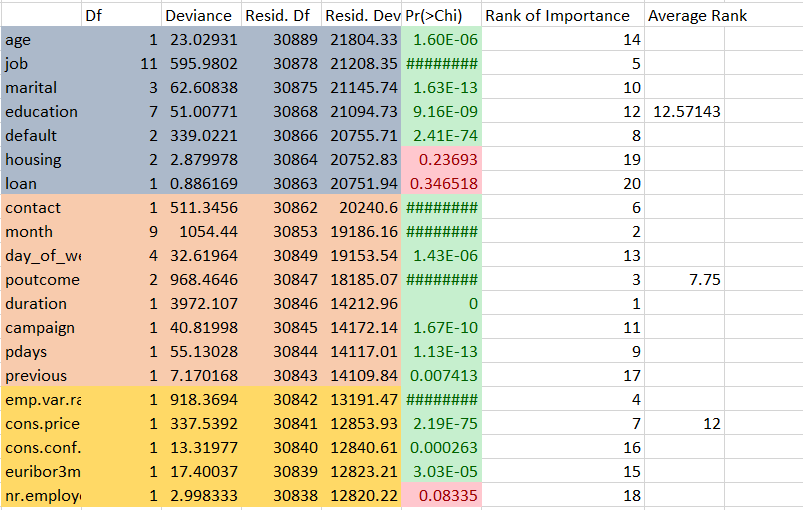 Df Deviance Resid. Df Resid. Dev Pr(>Chi) Rank of Importance Average Rank
age 1 23.02931 30889 21804.33 1.60E-06 14
job 11 595.9802 30878 21208.35 ######## 5
marital 3 62.60838 30875 21145.74 1.63E-13 10
education 7 51.00771 30868 21094.73 9.16E-09 12 12.57143
default 2 339.0221 30866 20755.71 2.41E-74 8
housing 2 2.879978 30864 20752.83 0.23693 19
loan 1 0.886169 30863 20751.94 0.346518 20
contact 1 511.3456 30862 20240.6 ######## 6
month 9 1054.44 30853 19186.16 ######## 2
day_of_we 4 32.61964 30849 19153.54 1.43E-06 13
poutcome 2 968.4646 30847 18185.07 ######## 3 7.75
duration 1 3972.107 30846 14212.96 0 1
campaign 1 40.81998 30845 14172.14 1.67E-10 11
pdays 1 55.13028 30844 14117.01 1.13E-13 9
previous 1 7.170168 30843 14109.84 0.007413 17
emp.var.ra 1 918.3694 30842 13191.47 ######## 4
cons.price 1 337.5392 30841 12853.93 2.19E-75 7 12
cons.conf. 1 13.31977 30840 12840.61 0.000263 16
euribor3m 1 17.40037 30839 12823.21 3.03E-05 15
nr.employe 1 2.998333 30838 12820.22 0.08335 18